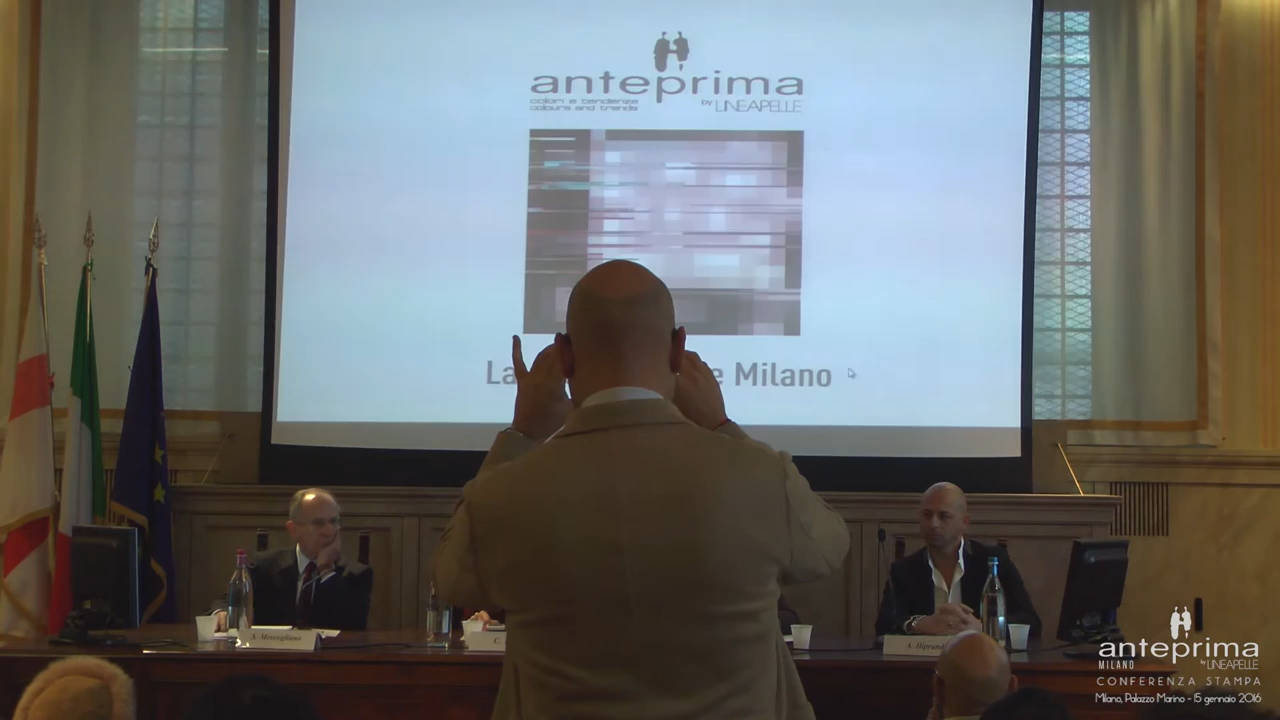 anteprima
colori e tendenze
colours and trends
by LINEAPELLE
La
e Milano
S. Mercogliano
C.
anteprima
MILANO
by LINEAPELLE
CONFERENZA STAMPA
Milano, Palazzo Marino - 15 gennaio 2016